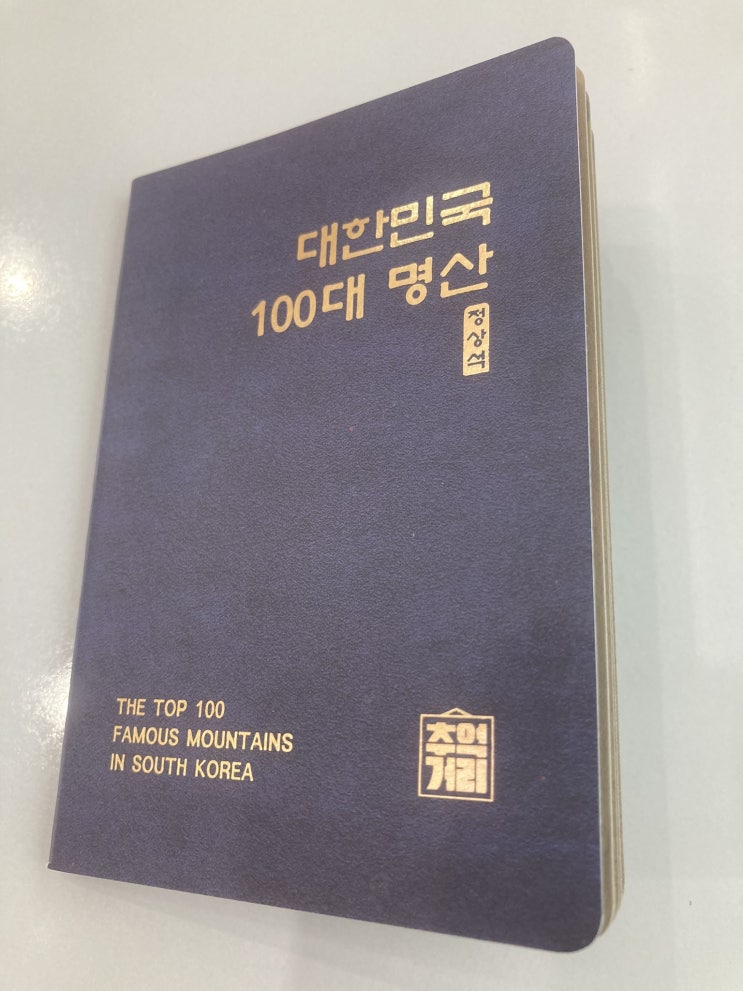 대한민국
100대 명산
정상석
THE TOP 100
FAMOUS MOUNTAINS
IN SOUTH KOREA
추억
거리